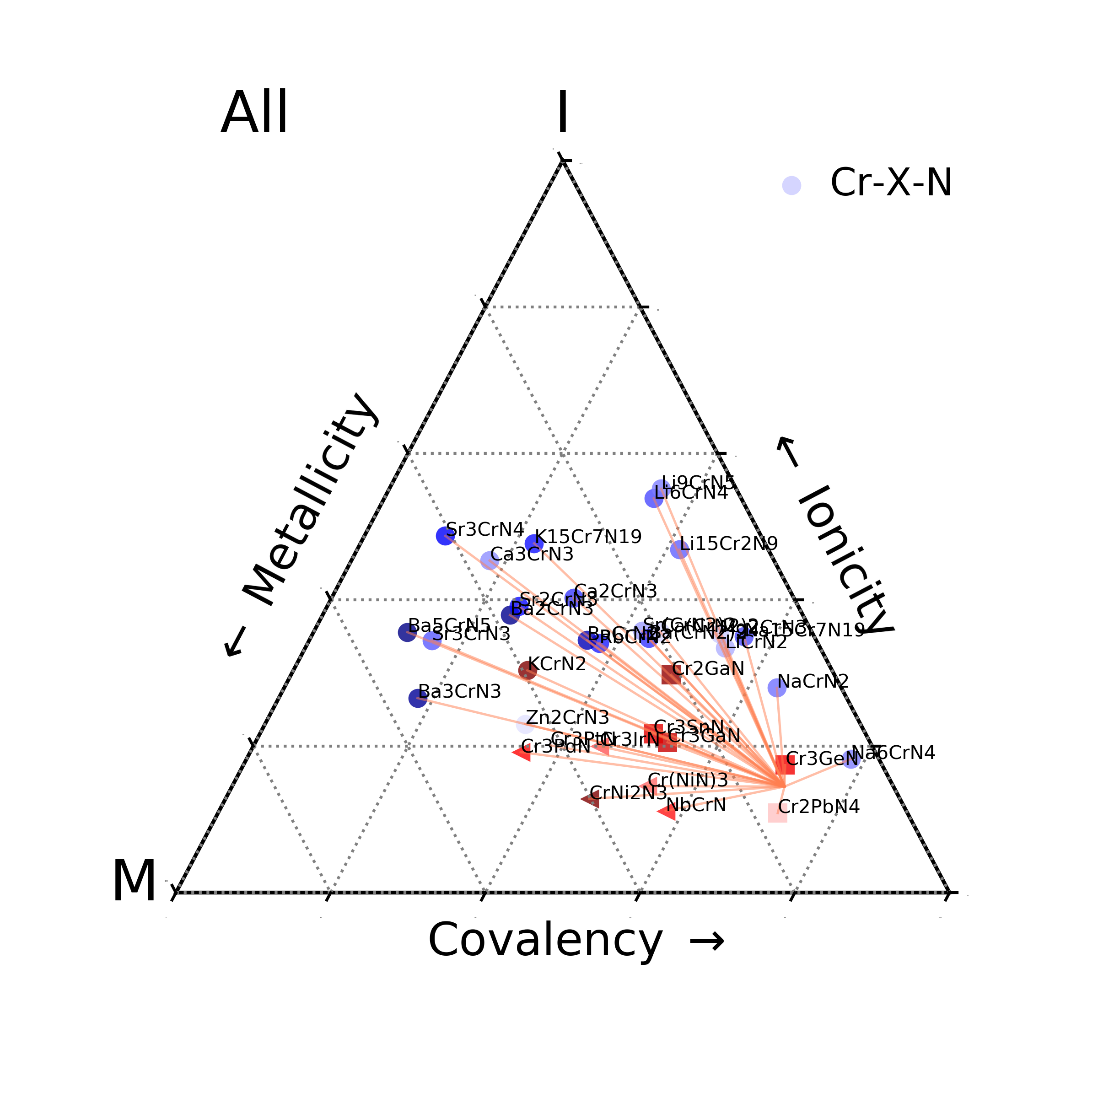 All
I
Cr-X-N
Li9CrN5
Li6CrN4
Sr3CrN4
K15Cr7N19
Li15Cr2N9
Ca3CrN3
Ca2CrN3
Sr2CrN3
Ba2CrN3
Ba5CrN5
Sr3CrN3
LiCrN2
KCrN2
Cr2GaN
NaCrN2
Ba3CrN3
Zn2CrN3
Cr3SnN
Cr3PtN
Cr3IrN
Cr3GaN
Cr3PdN
Cr3GeN
Na6CrN4
Cr(NiN)3
CrNi2N3
NbCrN
Cr2PbN4
← Metallicity
← Ionicity
M
Covalency →